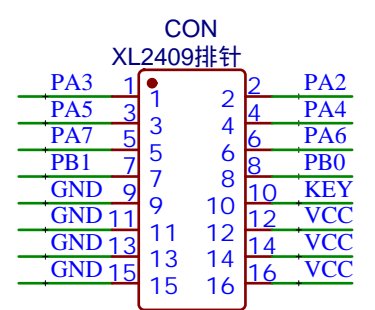 CON
XL2409排针
PA3 1 1 2 2 PA2
PA5 3 3 4 4 PA4
PA7 5 5 6 6 PA6
PB1 7 7 8 8 PB0
GND 9 9 10 10 KEY
GND 11 11 12 12 VCC
GND 13 13 14 14 VCC
GND 15 15 16 16 VCC